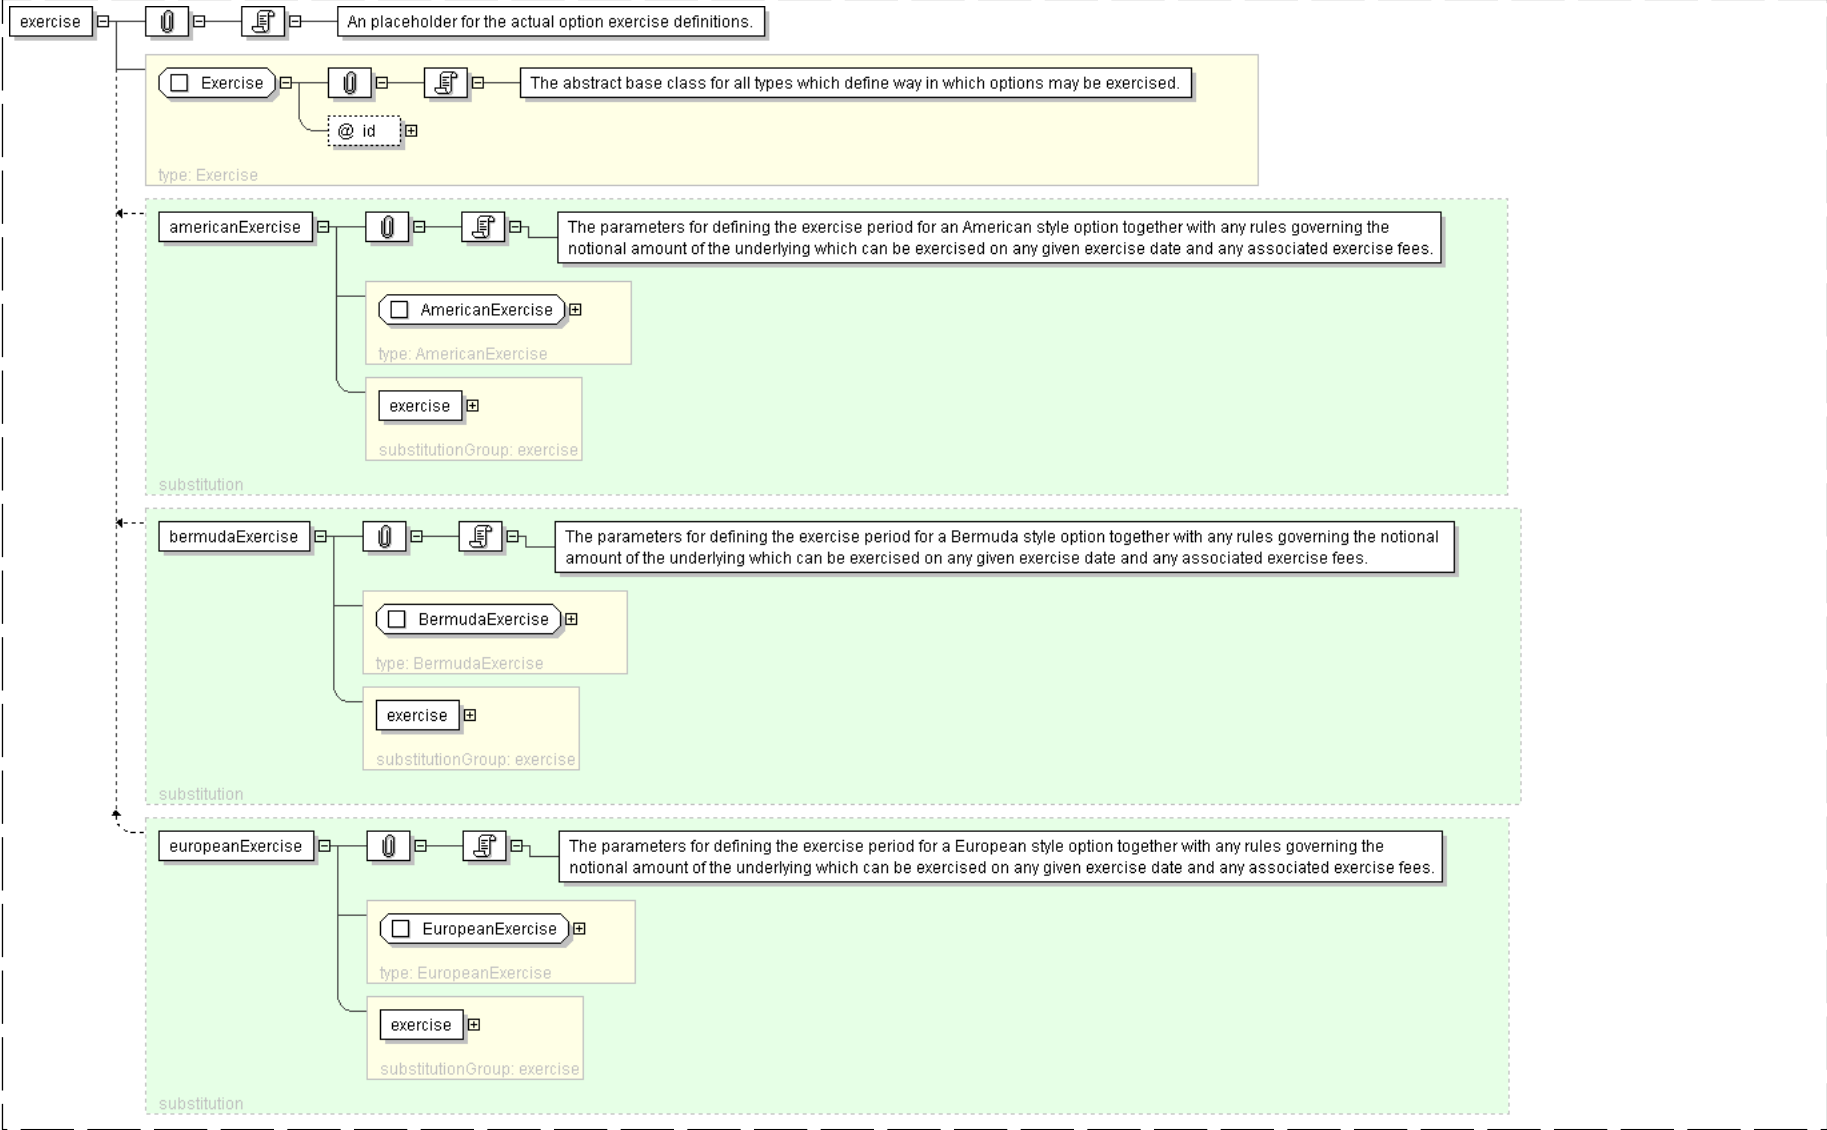 exercise
An placeholder for the actual option exercise definitions.
Exercise
The abstract base class for all types which define way in which options may be exercised.
@ id
type: Exercise
americanExercise
The parameters for defining the exercise period for an American style option together with any rules governing the
notional amount of the underlying which can be exercised on any given exercise date and any associated exercise fees.
AmericanExercise
type: AmericanExercise
exercise
substitutionGroup: exercise
substitution
bermudaExercise
The parameters for defining the exercise period for a Bermuda style option together with any rules governing the notional
amount of the underlying which can be exercised on any given exercise date and any associated exercise fees.
BermudaExercise
type: BermudaExercise
exercise
substitutionGroup: exercise
substitution
europeanExercise
The parameters for defining the exercise period for a European style option together with any rules governing the
notional amount of the underlying which can be exercised on any given exercise date and any associated exercise fees.
EuropeanExercise
type: EuropeanExercise
exercise
substitutionGroup: exercise
substitution